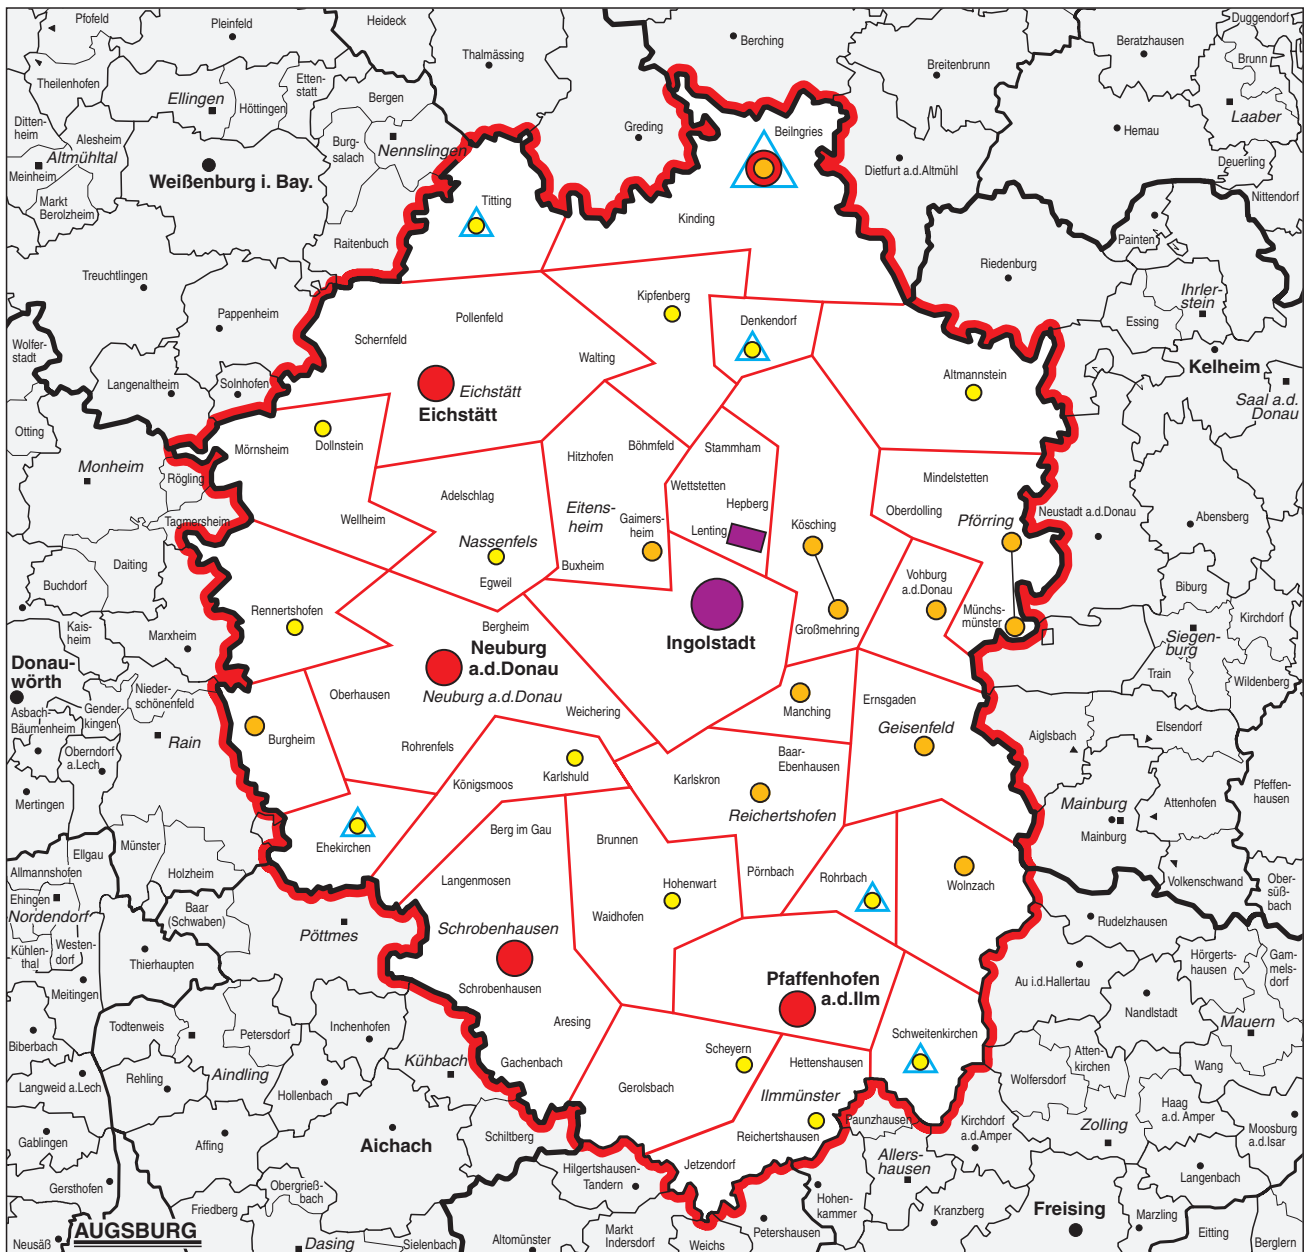 Pfofeld
Pleinfeld
Heideck
Thalmässing
Berching
Breitenbrunn
Beratzhausen
Duggendorf
Brunn
Laaber
Theilenhofen
Ellingen
Höttingen
Etten-
statt
Bergen
Ditten-
heim
Alesheim
Altmühltal
Meinheim
Markt
Berolzheim
Burg-
salach
Nennslingen
Greding
Beilngries
Dietfurt a.d.Altmühl
Hemau
Deuerling
Nittendorf
Weißenburg i. Bay.
Titting
Kinding
Raitenbuch
Painten
Treuchtlingen
Riedenburg
Ihrler-
stein
Essing
Kipfenberg
Pappenheim
Pollenfeld
Denkendorf
Wolfer-
stadt
Schernfeld
Walting
Kelheim
Langenaltheim
Solnhofen
Eichstätt
Eichstätt
Altmannstein
Saal a.d.
Donau
Otting
Mörnsheim
Dollnstein
Hitzhofen
Böhmfeld
Stammham
Monheim
Rögling
Adelschlag
Wettstetten
Hepberg
Mindelstetten
Eitens-
heim
Gaimers-
heim
Lenting
Kösching
Oberdolling
Pförring
Neustadt a.d.Donau
Abensberg
Tagmersheim
Wellheim
Nassenfels
Egweil
Buxheim
Daiting
Buchdorf
Vohburg
a.d.Donau
Biburg
Rennertshofen
Großmehring
Münchs-
münster
Kirchdorf
Siegen-
burg
Kais-
heim
Marxheim
Bergheim
Ingolstadt
Neuburg
a.d.Donau
Neuburg a.d.Donau
Donau-
wörth
Train
Wildenberg
Oberhausen
Weichering
Manching
Ernsgaden
Geisenfeld
Asbach-
Bäumenheim
Gender-
kingen
Nieder-
schönenfeld
Rain
Burgheim
Rohrenfels
Aiglsbach
Elsendorf
Oberndorf
a.Lech
Karlshuld
Königsmoos
Karlskron
Baar-
Ebenhausen
Reichertshofen
Mertingen
Mainburg
Mainburg
Attenhofen
Pfeffen-
hausen
Berg im Gau
Brunnen
Ehekirchen
Münster
Ellgau
Holzheim
Allmannshofen
Langenmosen
Hohenwart
Pörnbach
Rohrbach
Wolnzach
Volkenschwand
Ober-
süß-
bach
Ehingen
Nordendorf
Baar
(Schwaben)
Waidhofen
Rudelzhausen
Pöttmes
Schrobenhausen
Schrobenhausen
Kühlen-
thal
Westen-
dorf
Thierhaupten
Meitingen
Pfaffenhofen
a.d.Ilm
Hörgerts-
hausen
Gam-
mels-
dorf
Au i.d.Hallertau
Nandlstadt
Mauern
Todtenweis
Petersdorf
Inchenhofen
Aresing
Schweitenkirchen
Biberbach
Scheyern
Hettenshausen
Atten-
kirchen
Wang
Kühbach
Gachenbach
Gerolsbach
Wolfersdorf
Langweid a.Lech
Rehling
Aindling
Hollenbach
Ilmmünster
Reichertshausen
Paunzhausen
Haag
a.d. Amper
Moosburg
a.d.Isar
Gablingen
Affing
Aichach
Schiltberg
Kirchdorf
a.d.Amper
Zolling
Allers-
hausen
Gersthofen
Obergrieß-
bach
Hilgertshausen-
Tandern
Jetzendorf
Langenbach
Friedberg
Hohen-
kammer
Kranzberg
Freising
Marzling
AUGSBURG
Neusäß
Dasing
Sielenbach
Altomünster
Markt
Indersdorf
Weichs
Petershausen
Eitting
Berglern